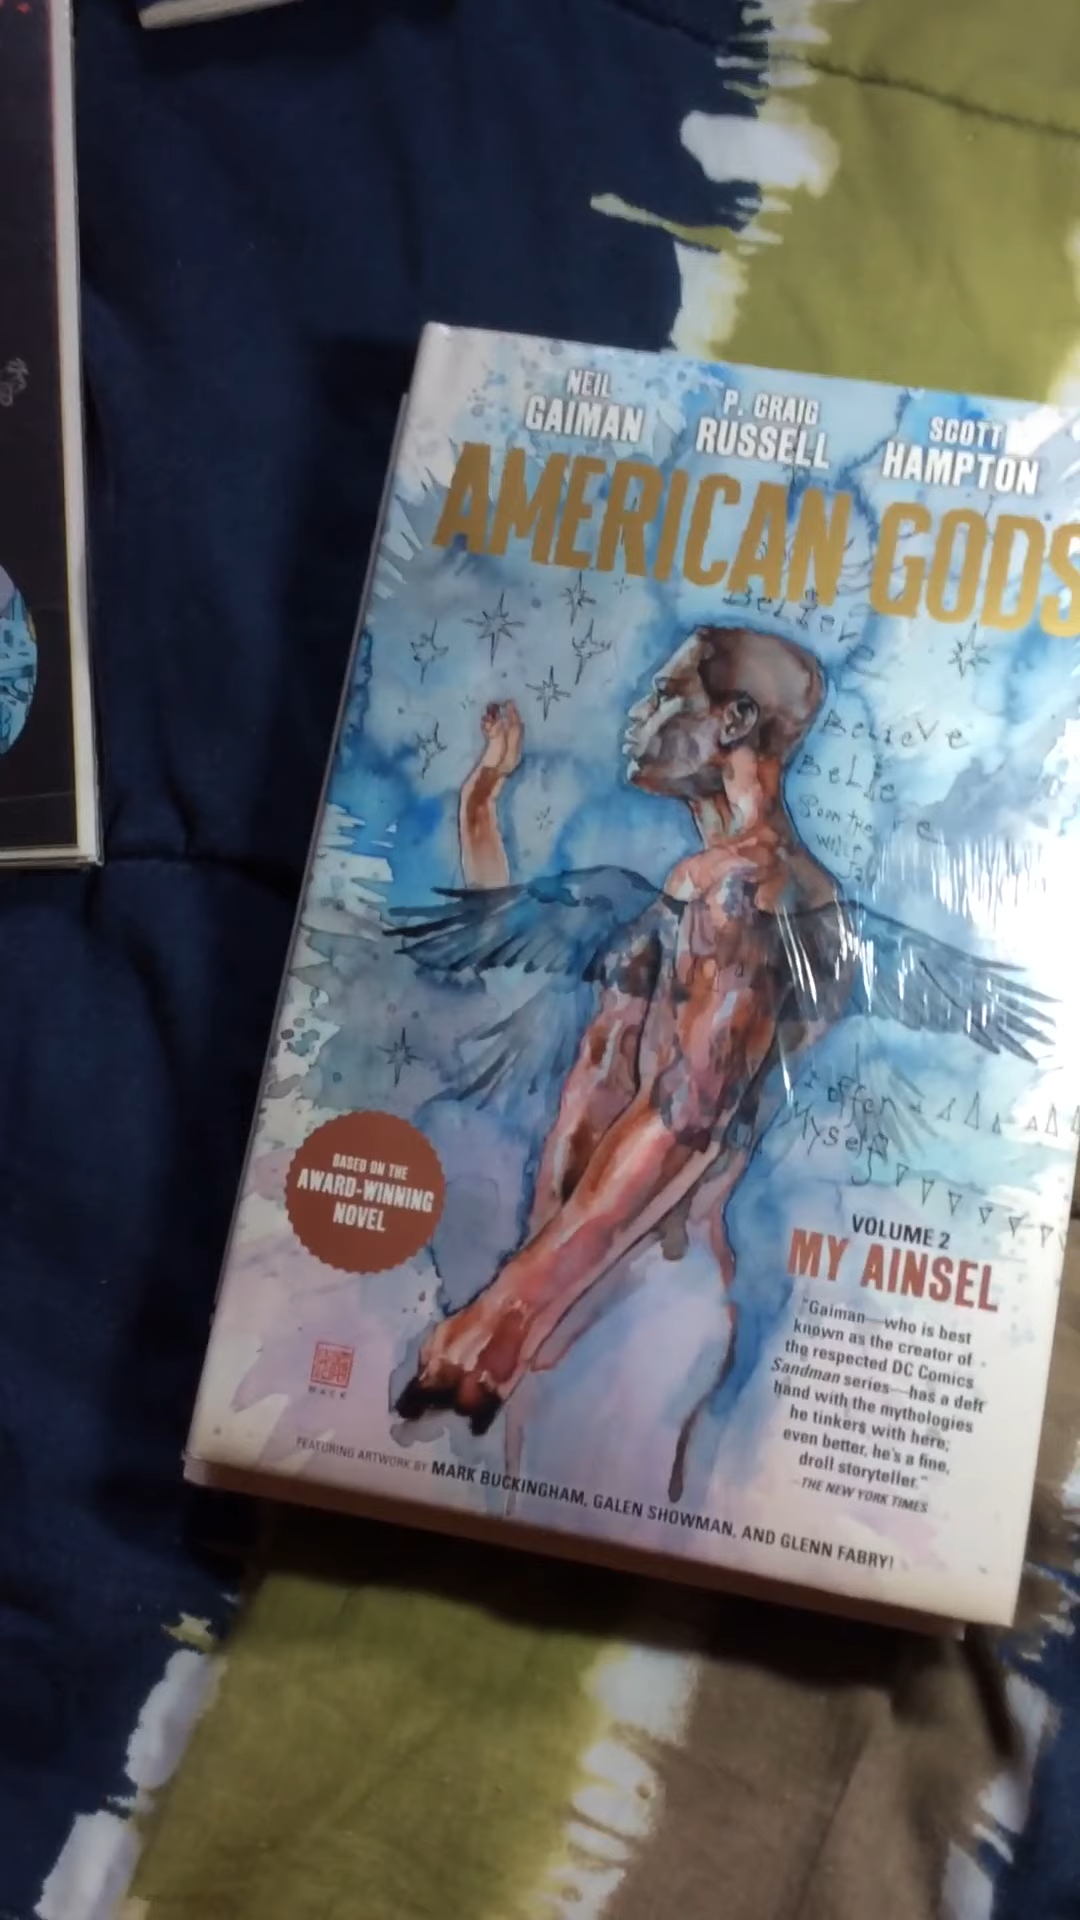 NEIL
GAIMAN
P. CRAIG
RUSSELL
SCOTT
HAMPTON
AMERICAN GODS
Believe
Believe
I offer
Myself
BASED ON THE
AWARD-WINNING
NOVEL
VOLUME 2
MY AINSEL
"Gaiman—who is best
known as the creator of
the respected DC Comics
Sandman series—has a deft
hand with the mythologies
he tinkers with here;
even better, he's a fine,
droll storyteller."
—THE NEW YORK TIMES
MACK
FEATURING ARTWORK BY MARK BUCKINGHAM, GALEN SHOWMAN, AND GLENN FABRY!